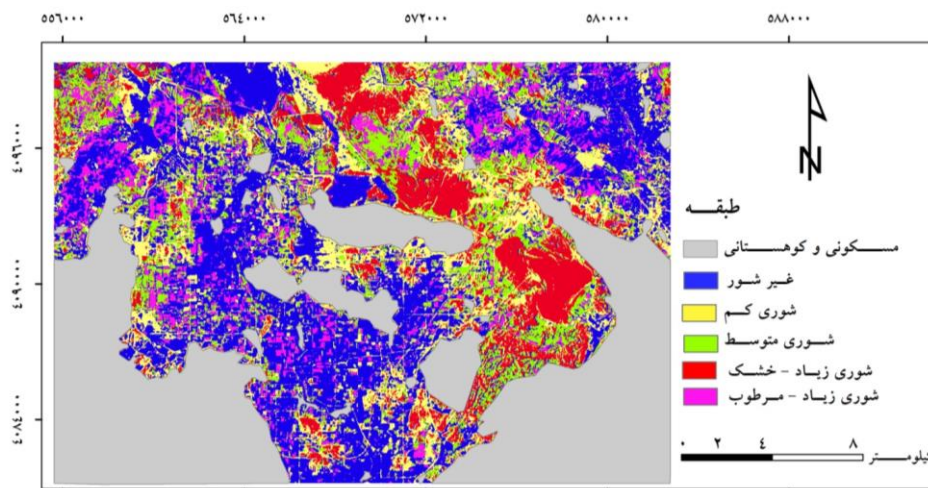 ۵۵۶۰۰۰ ۵۶۴۰۰۰ ۵۷۲۰۰۰ ۵۸۰۰۰۰ ۵۸۸۰۰۰
۴۰۹۶۰۰۰
۴۰۹۰۰۰۰
۴۰۸۴۰۰۰
N
طبقه
مسکونی و کوهستانی
غیر شور
شوری کم
شوری متوسط
شوری زیاد - خشک
شوری زیاد - مرطوب
۰ ۲ ۴ ۸
کیلومتر